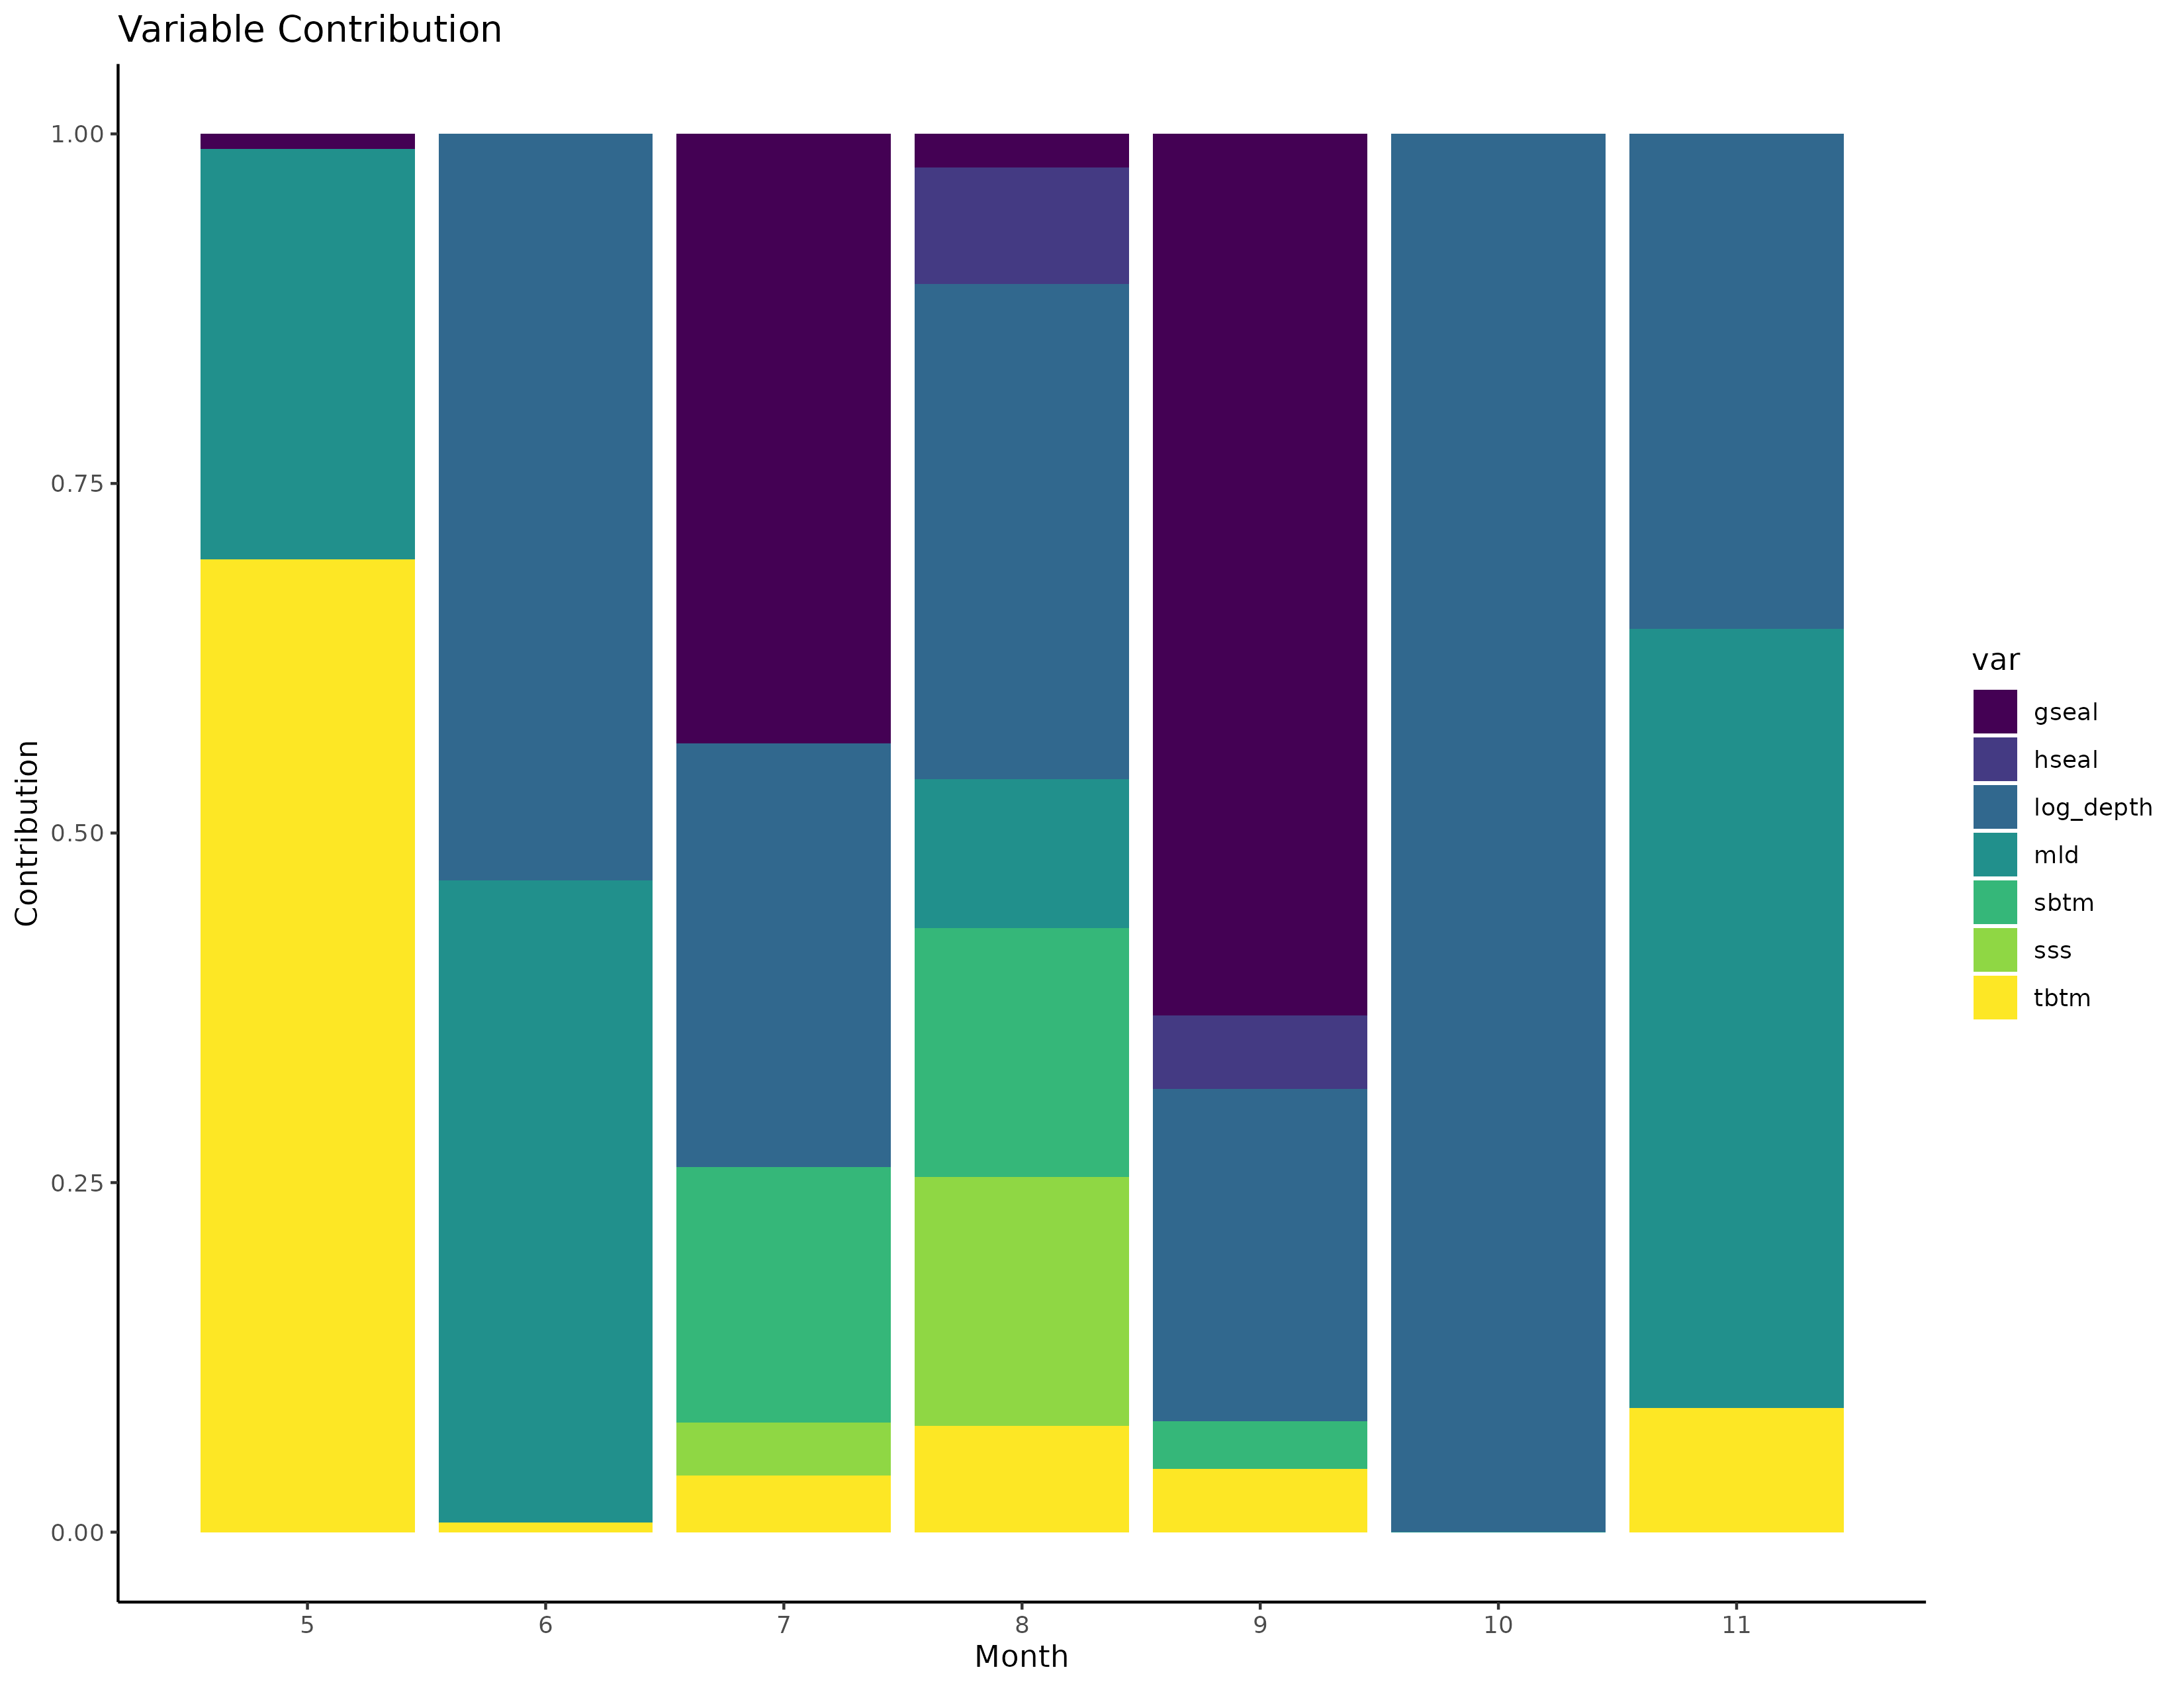 Variable Contribution
1.00
0.75
0.50
0.25
0.00
Contribution
5 6 7 8 9 10 11
Month
var
gseal
hseal
log_depth
mld
sbtm
sss
tbtm